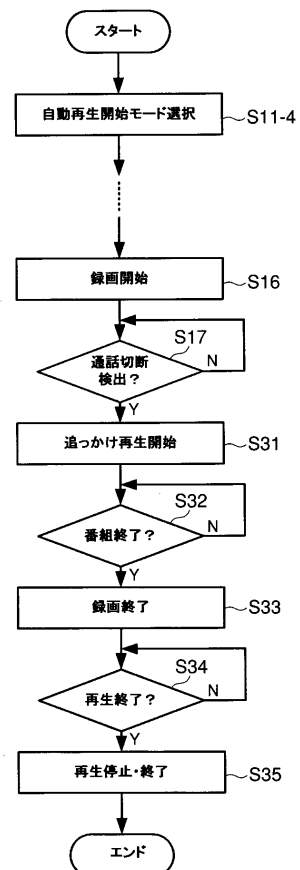 スタート
自動再生開始モード選択
S11-4
録画開始
S16
S17
通話切断
検出？
N
Y
追っかけ再生開始
S31
S32
番組終了？
N
Y
録画終了
S33
S34
再生終了？
N
Y
再生停止・終了
S35
エンド